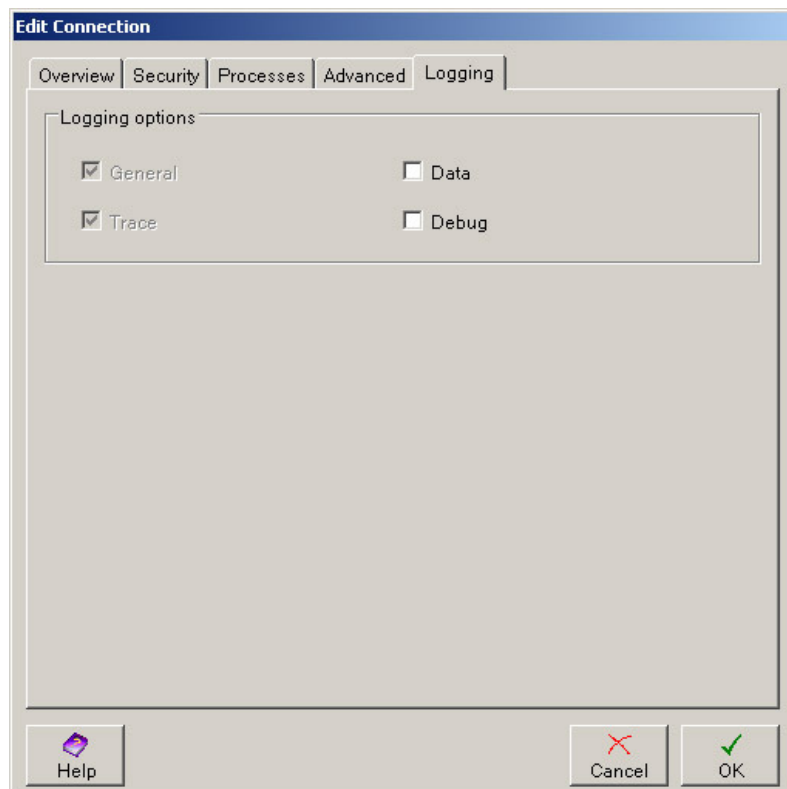 Edit Connection
Overview Security Processes Advanced Logging
Logging options
General Data
Trace Debug
Help Cancel OK